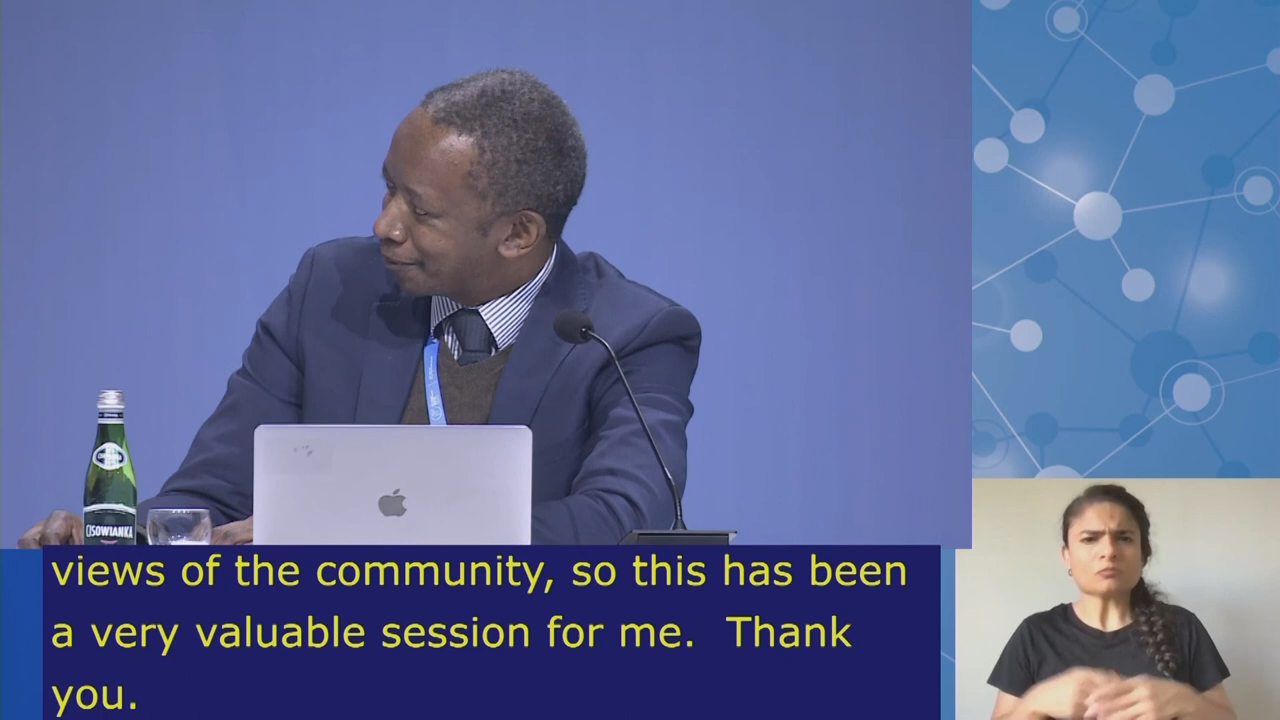 CISOWIANKA
views of the community, so this has been
a very valuable session for me.  Thank
you.